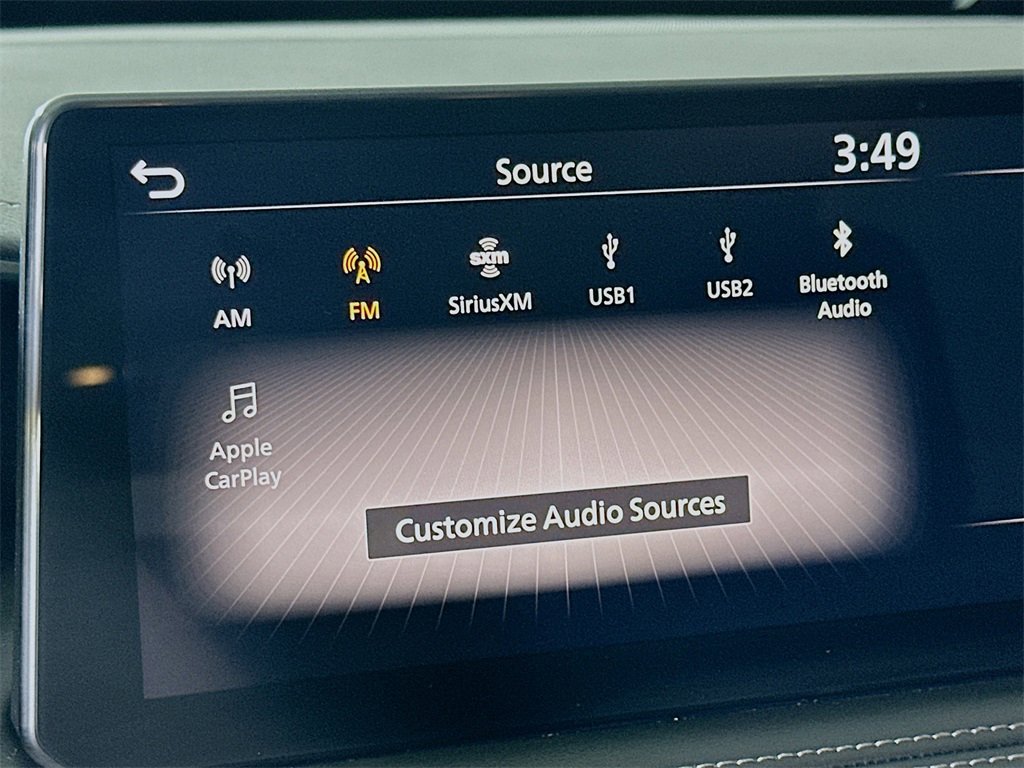 Source
3:49
AM
FM
sxm
SiriusXM
USB1
USB2
Bluetooth
Audio
Apple
CarPlay
Customize Audio Sources